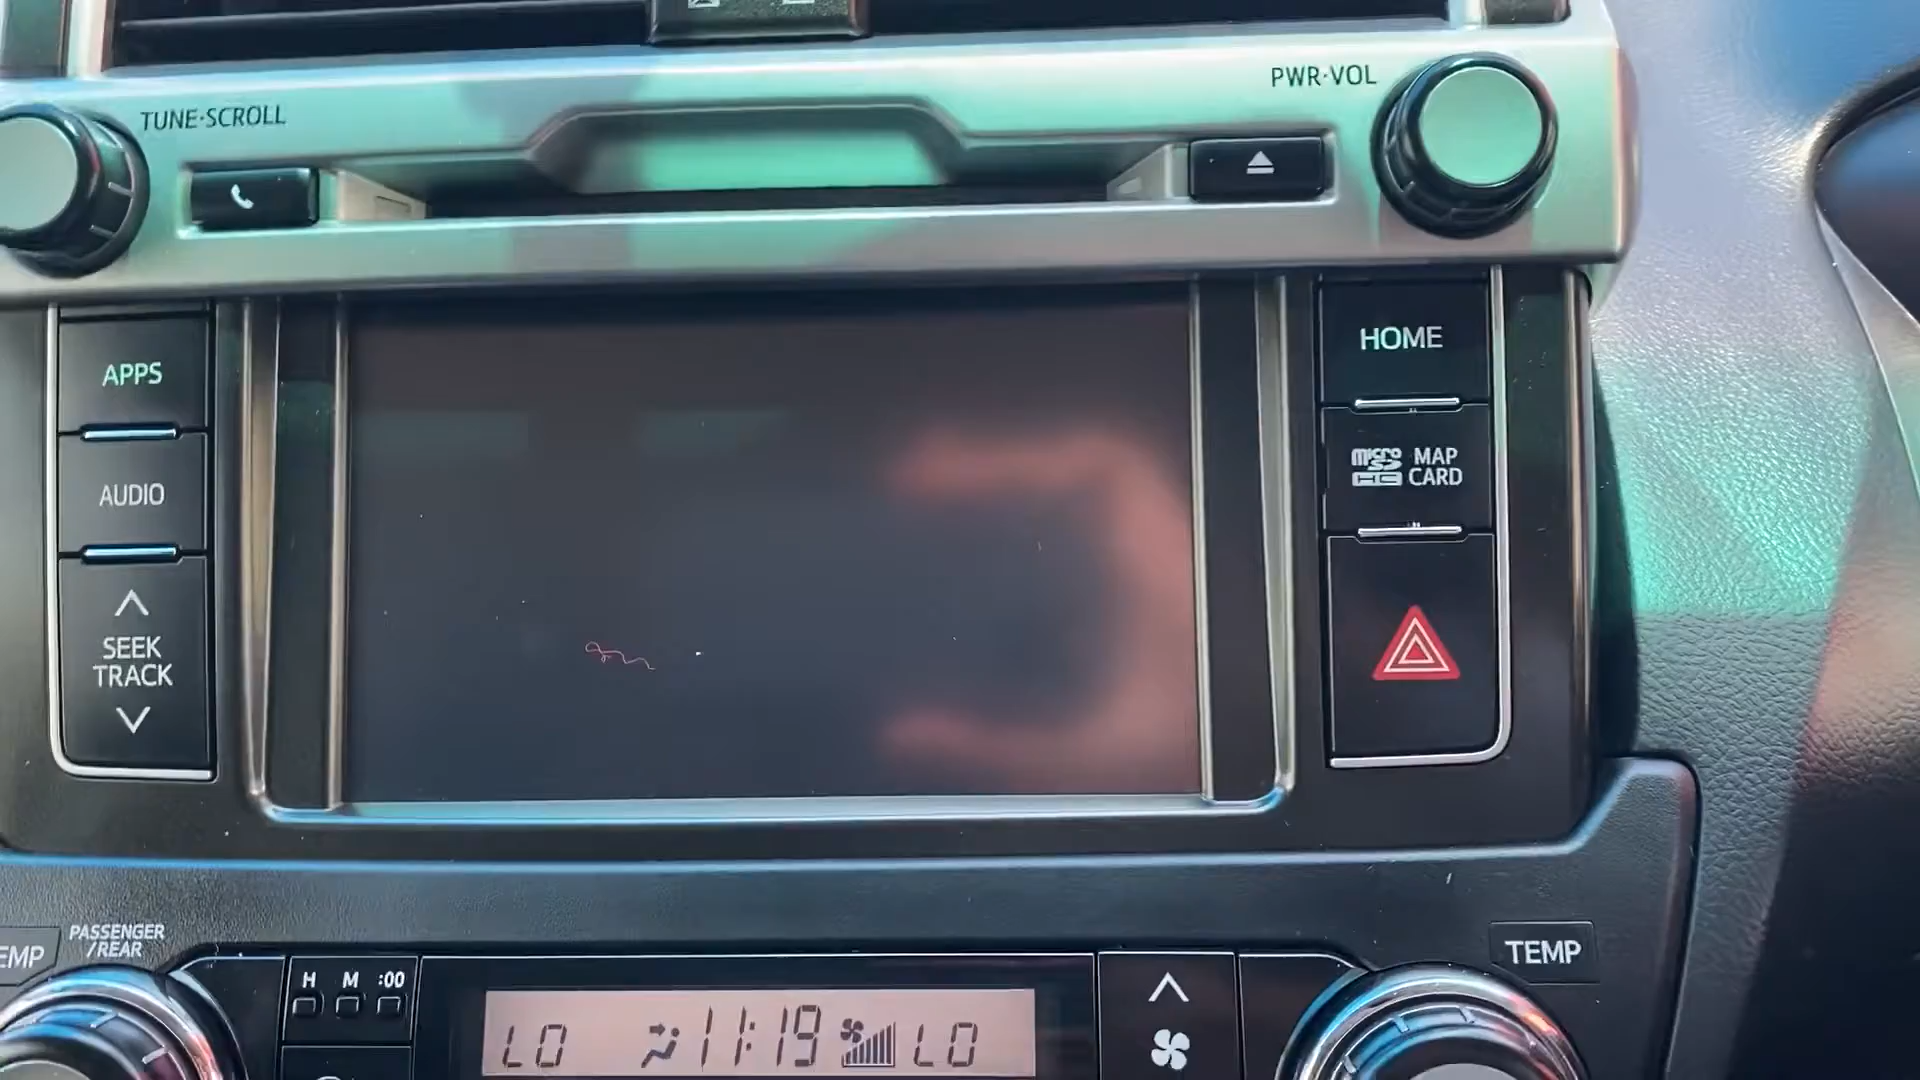 PWR·VOL
TUNE·SCROLL
APPS
HOME
AUDIO
micro SD HC MAP CARD
SEEK
TRACK
PASSENGER
/REAR
TEMP
H M :00
LO 11:19 LO